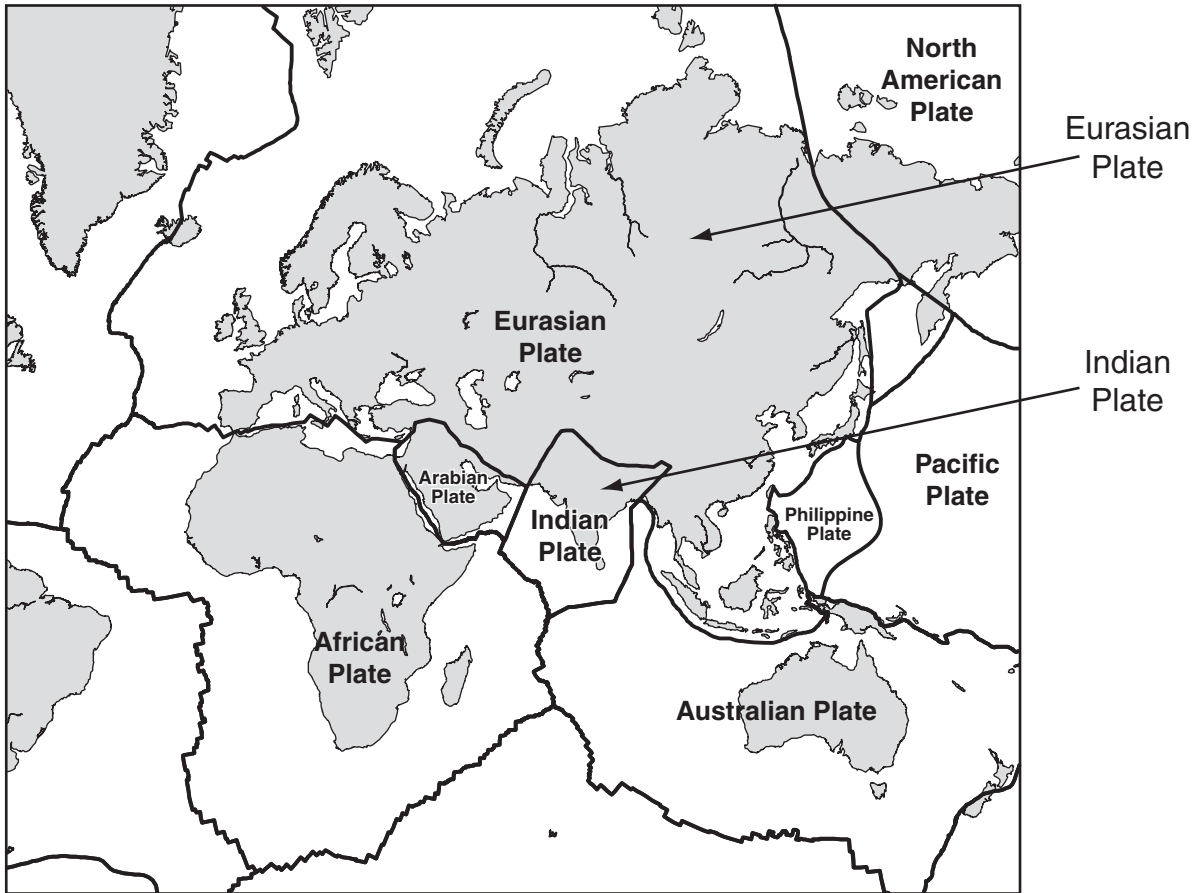 North
American
Plate
Eurasian
Plate
Eurasian
Plate
Indian
Plate
Arabian
Plate
Pacific
Plate
Indian
Plate
Philippine
Plate
African
Plate
Australian Plate